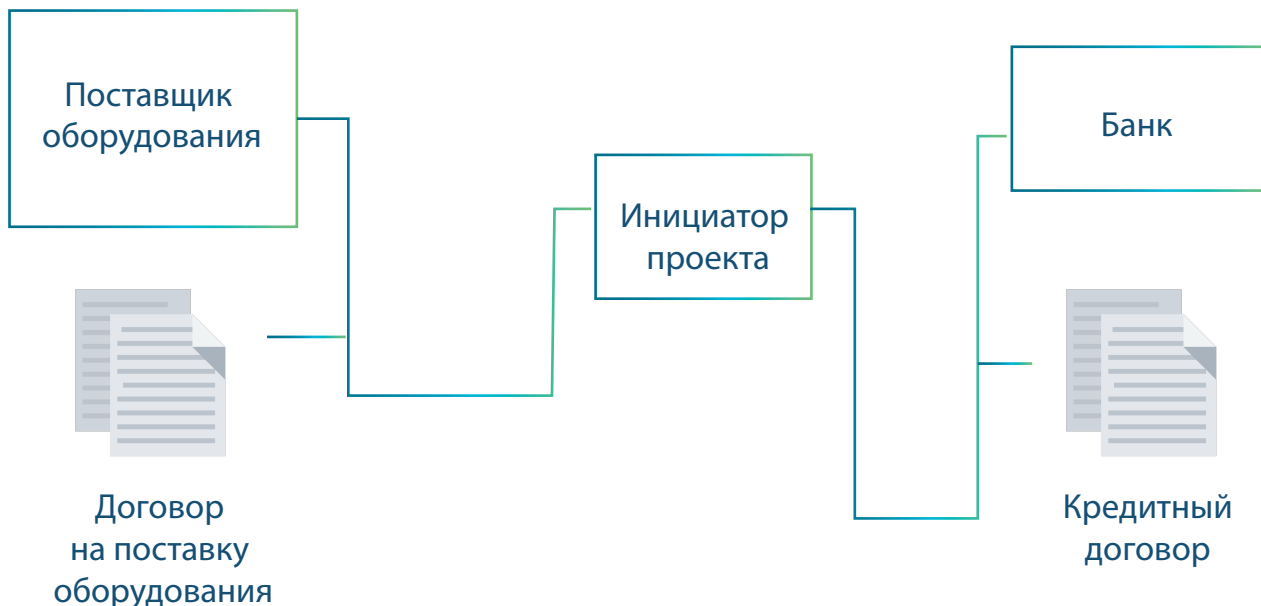 Поставщик
оборудования
Банк
Инициатор
проекта
Договор
на поставку
оборудования
Кредитный
договор